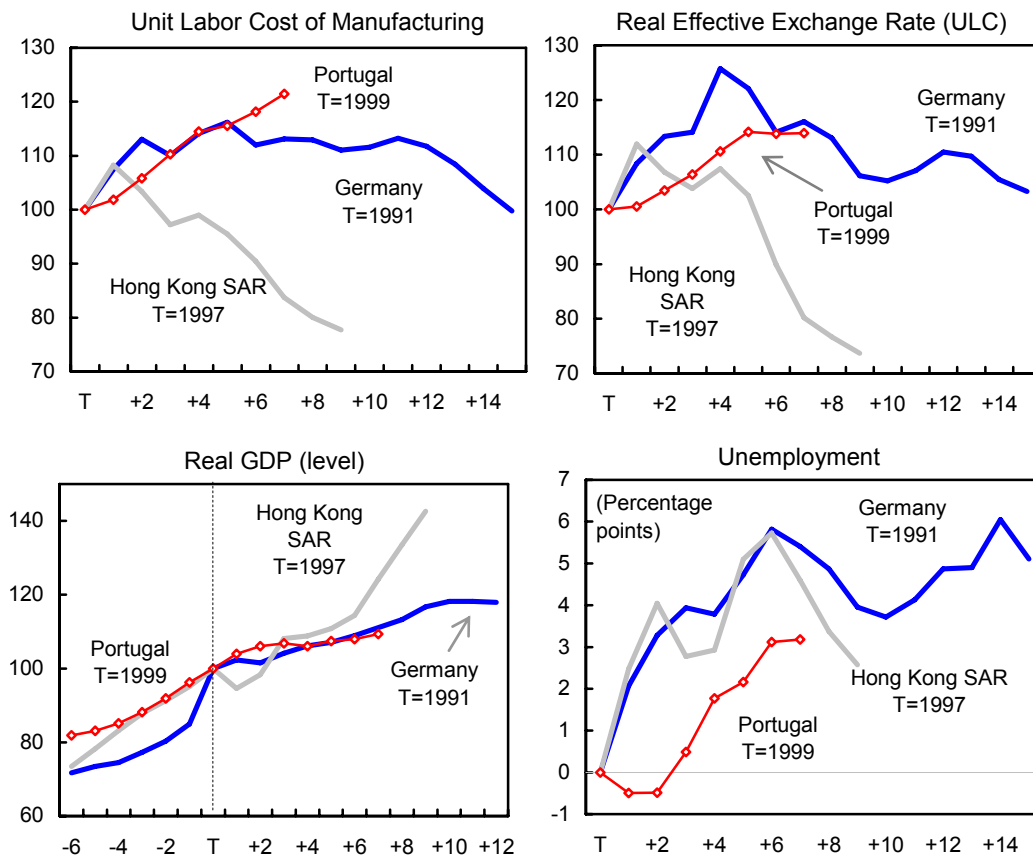 Unit Labor Cost of Manufacturing
130
120
110
100
90
80
70
Portugal
T=1999
Germany
T=1991
Hong Kong SAR
T=1997
T +2 +4 +6 +8 +10 +12 +14
Real Effective Exchange Rate (ULC)
130
120
110
100
90
80
70
Germany
T=1991
Portugal
T=1999
Hong Kong
SAR
T=1997
T +2 +4 +6 +8 +10 +12 +14
Real GDP (level)
140
120
100
80
60
Hong Kong
SAR
T=1997
Portugal
T=1999
Germany
T=1991
-6 -4 -2 T +2 +4 +6 +8 +10 +12
Unemployment
7
6
5
4
3
2
1
0
-1
(Percentage
points)
Germany
T=1991
Hong Kong SAR
T=1997
Portugal
T=1999
T +2 +4 +6 +8 +10 +12 +14